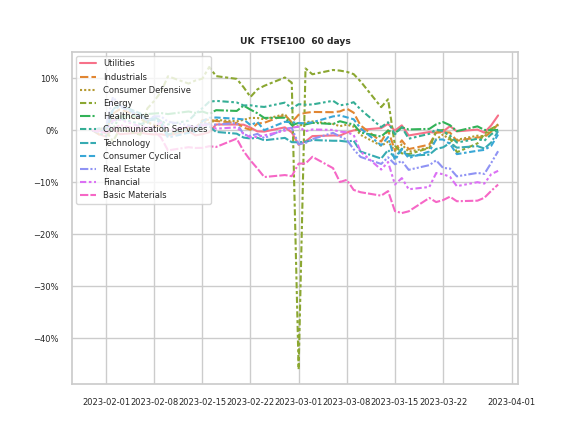 UK FTSE100 60 days
10%
0%
−10%
−20%
−30%
−40%
Utilities
Industrials
Consumer Defensive
Energy
Healthcare
Communication Services
Technology
Consumer Cyclical
Real Estate
Financial
Basic Materials
2023-02-01 2023-02-08 2023-02-15 2023-02-22 2023-03-01 2023-03-08 2023-03-15 2023-03-22 2023-04-01